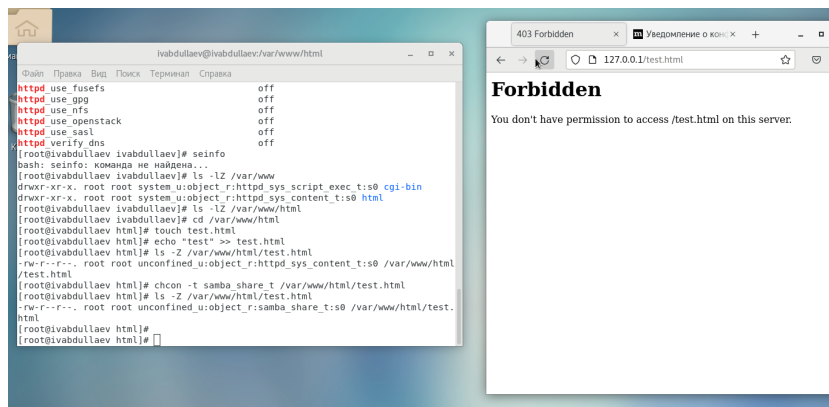 ivabdullaev@ivabdullaev:/var/www/html
Файл Правка Вид Поиск Терминал Справка
httpd_use_fusefs off
httpd_use_gpg off
httpd_use_nfs off
httpd_use_openstack off
httpd_use_sasl off
httpd_verify_dns off
[root@ivabdullaev ivabdullaev]# seinfo
bash: seinfo: команда не найдена...
[root@ivabdullaev ivabdullaev]# ls -lZ /var/www
drwxr-xr-x. root root system_u:object_r:httpd_sys_script_exec_t:s0 cgi-bin
drwxr-xr-x. root root system_u:object_r:httpd_sys_content_t:s0 html
[root@ivabdullaev ivabdullaev]# ls -lZ /var/www/html
[root@ivabdullaev ivabdullaev]# cd /var/www/html
[root@ivabdullaev html]# touch test.html
[root@ivabdullaev html]# echo "test" >> test.html
[root@ivabdullaev html]# ls -Z /var/www/html/test.html
-rw-r--r--. root root unconfined_u:object_r:httpd_sys_content_t:s0 /var/www/html
/test.html
[root@ivabdullaev html]# chcon -t samba_share_t /var/www/html/test.html
[root@ivabdullaev html]# ls -Z /var/www/html/test.html
-rw-r--r--. root root unconfined_u:object_r:samba_share_t:s0 /var/www/html/test.
html
[root@ivabdullaev html]#
[root@ivabdullaev html]#
403 Forbidden
Уведомление о
127.0.0.1/test.html
Forbidden
You don't have permission to access /test.html on this server.